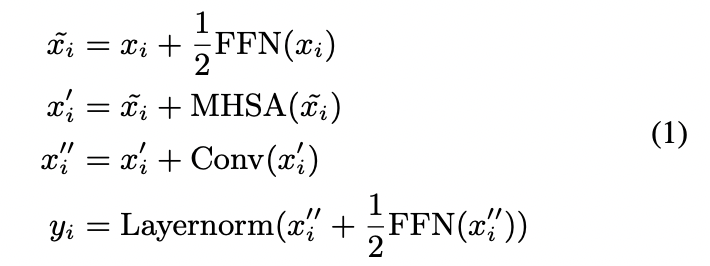 x̃ᵢ = xᵢ + ½FFN(xᵢ)
x′ᵢ = x̃ᵢ + MHSA(x̃ᵢ)
x″ᵢ = x′ᵢ + Conv(x′ᵢ)
yᵢ = Layernorm(x″ᵢ + ½FFN(x″ᵢ))
(1)